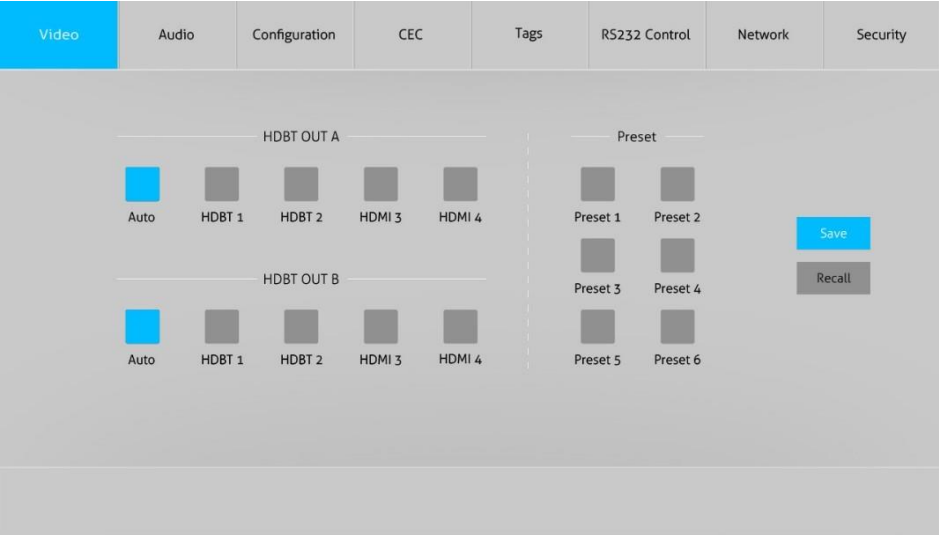 Video Audio Configuration CEC Tags RS232 Control Network Security
HDBT OUT A
Auto HDBT 1 HDBT 2 HDMI 3 HDMI 4
HDBT OUT B
Auto HDBT 1 HDBT 2 HDMI 3 HDMI 4
Preset
Preset 1 Preset 2
Preset 3 Preset 4
Preset 5 Preset 6
Save
Recall